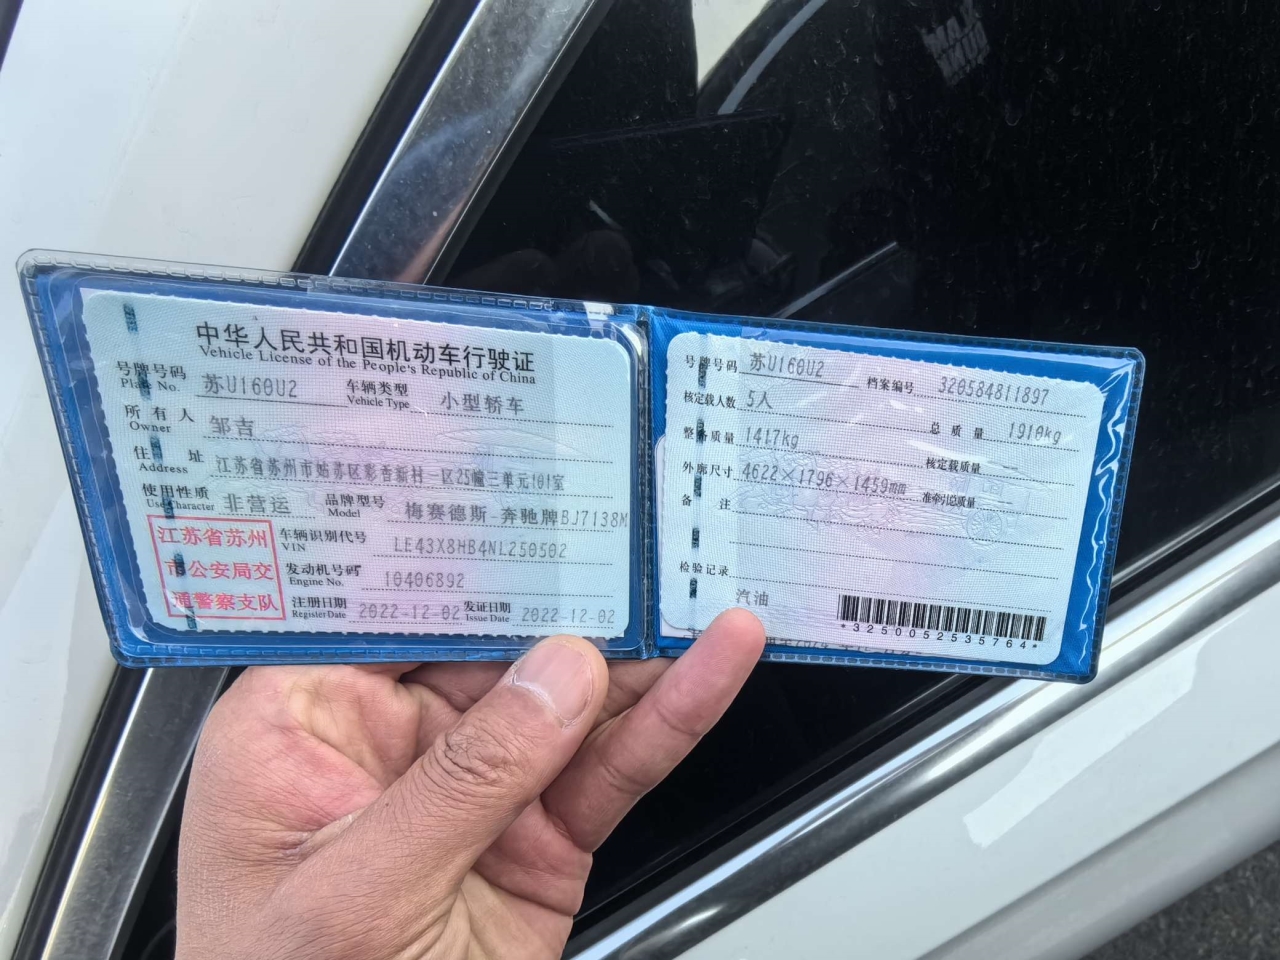 中华人民共和国机动车行驶证
Vehicle License of the People's Republic of China
号牌号码 苏U160U2 车辆类型 小型轿车
Plate No. Vehicle Type
所有人 邹吉
Owner
住址 江苏省苏州市姑苏区彩香新村一区25幢三单元101室
Address
使用性质 非营运 品牌型号 梅赛德斯-奔驰牌BJ7138M
Use Character Model
江苏省苏州
市公安局交
通警察支队
车辆识别代号 LE43X8HB4NL250502
VIN
发动机号码 10406892
Engine No.
注册日期 2022-12-02 发证日期 2022-12-02
Register Date Issue Date
号牌号码 苏U160U2 档案编号 320584811897
核定载人数 5人 总质量 1910kg
整备质量 1417kg 核定载质量 --
外廓尺寸 4622×1796×1459mm 准牵引总质量
备注
检验记录
汽油
*3250052535764*